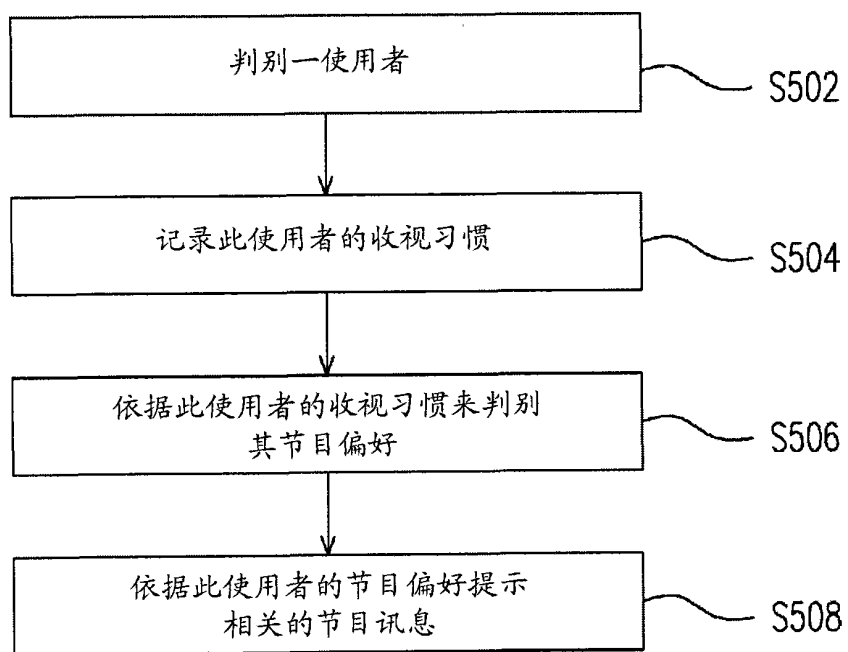 判别一使用者
S502
记录此使用者的收视习惯
S504
依据此使用者的收视习惯来判别
其节目偏好
S506
依据此使用者的节目偏好提示
相关的节目讯息
S508